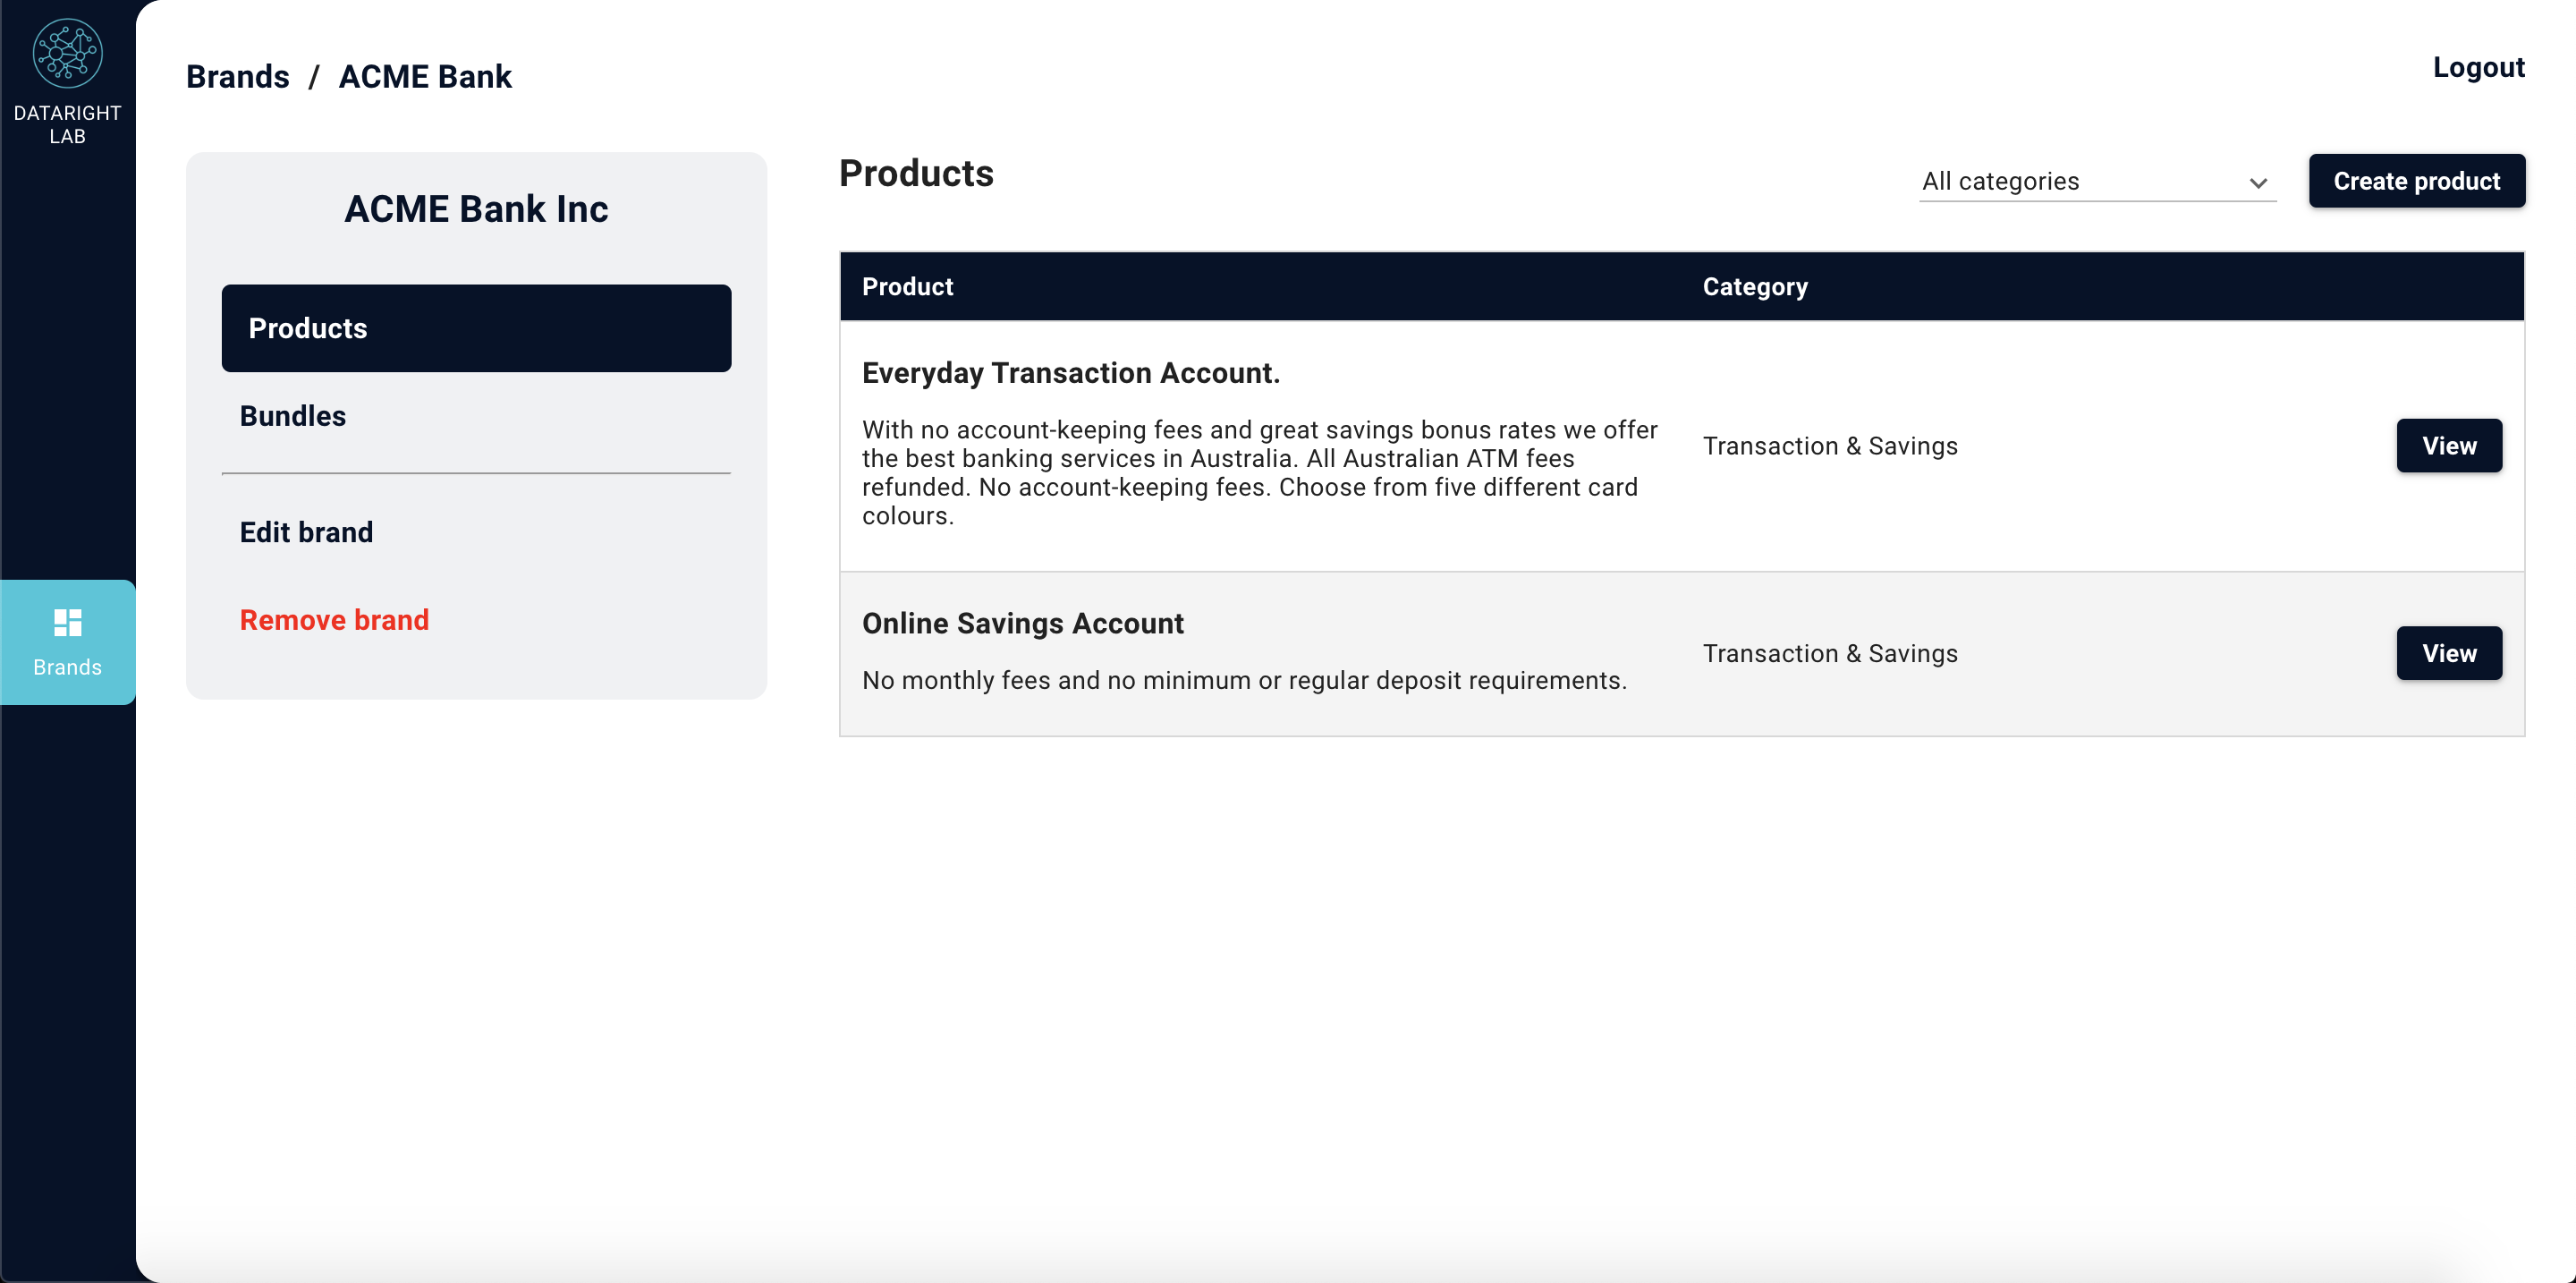 DATARIGHT
LAB
Brands / ACME Bank
Logout
ACME Bank Inc
Products
Bundles
Edit brand
Remove brand
Brands
Products
All categories
Create product
Product Category
Everyday Transaction Account.
With no account-keeping fees and great savings bonus rates we offer
the best banking services in Australia. All Australian ATM fees
refunded. No account-keeping fees. Choose from five different card
colours.
Transaction & Savings
View
Online Savings Account
No monthly fees and no minimum or regular deposit requirements.
Transaction & Savings
View